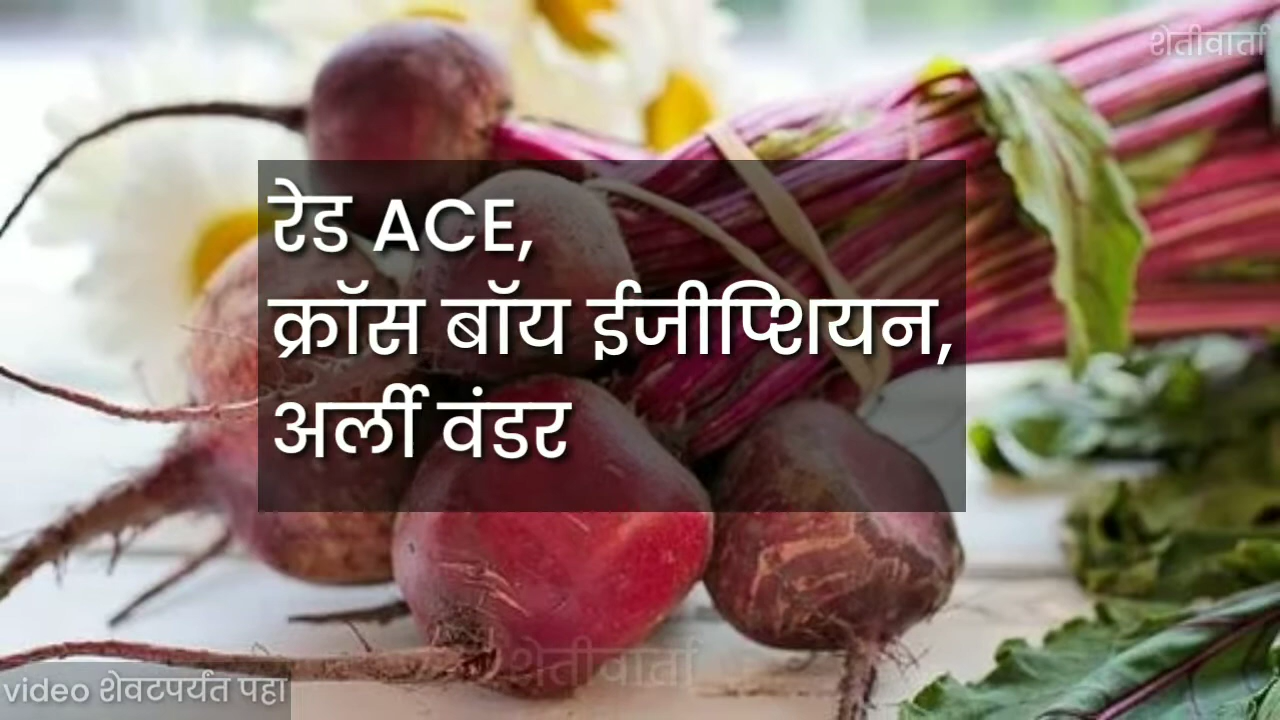 शेतीवार्ता
रेड ACE,
क्रॉस बॉय ईजीप्शियन,
अर्ली वंडर
शेतीवार्ता
video शेवटपर्यंत पहा